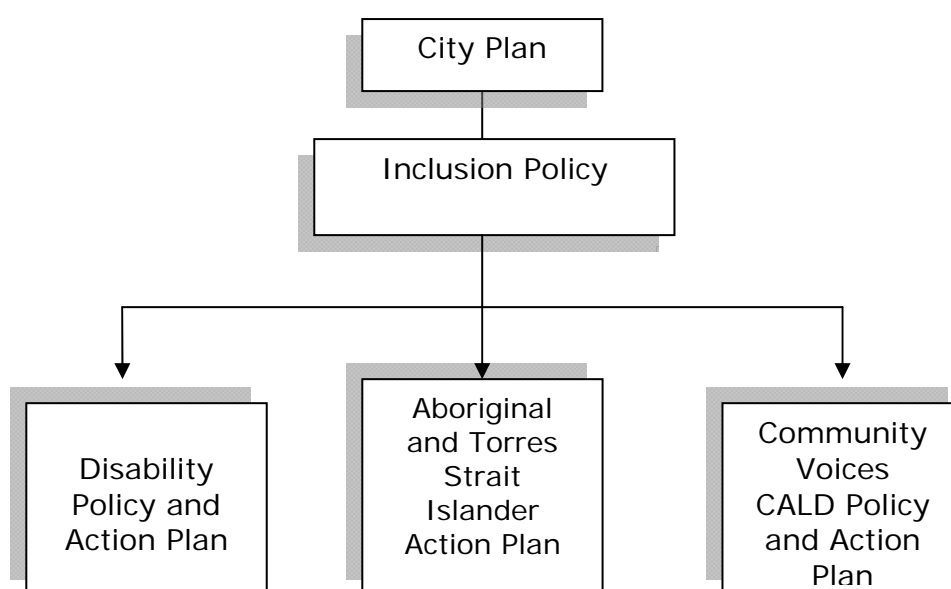 City Plan
Inclusion Policy
Disability
Policy and
Action Plan
Aboriginal
and Torres
Strait
Islander
Action Plan
Community
Voices
CALD Policy
and Action
Plan